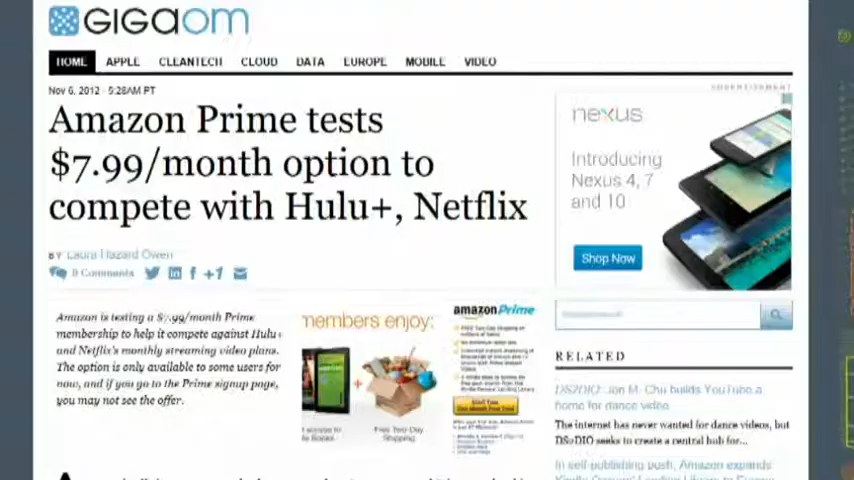 GIGAOM
HOME APPLE CLEANTECH CLOUD DATA EUROPE MOBILE VIDEO
Nov 6, 2012 - 5:28AM PT
Amazon Prime tests
$7.99/month option to
compete with Hulu+, Netflix
BY Laura Hazard Owen
Comments
+1
Amazon is testing a $7.99/month Prime
membership to help it compete against Hulu
and Netflix's monthly streaming video plans.
The option is only available to some users for
now, and if you go to the Prime signup page,
you may not see the offer.
members enjoy:
Free Two-Day
Shipping
amazonPrime
ADVERTISEMENT
nexus
Introducing
Nexus 4, 7
and 10
Shop Now
RELATED
DS2DIO: Jon M. Chu builds YouTube a
home for dance video
The internet has never wanted for dance videos, but
DS2DIO seeks to create a central hub for...
In self-publishing push, Amazon expands